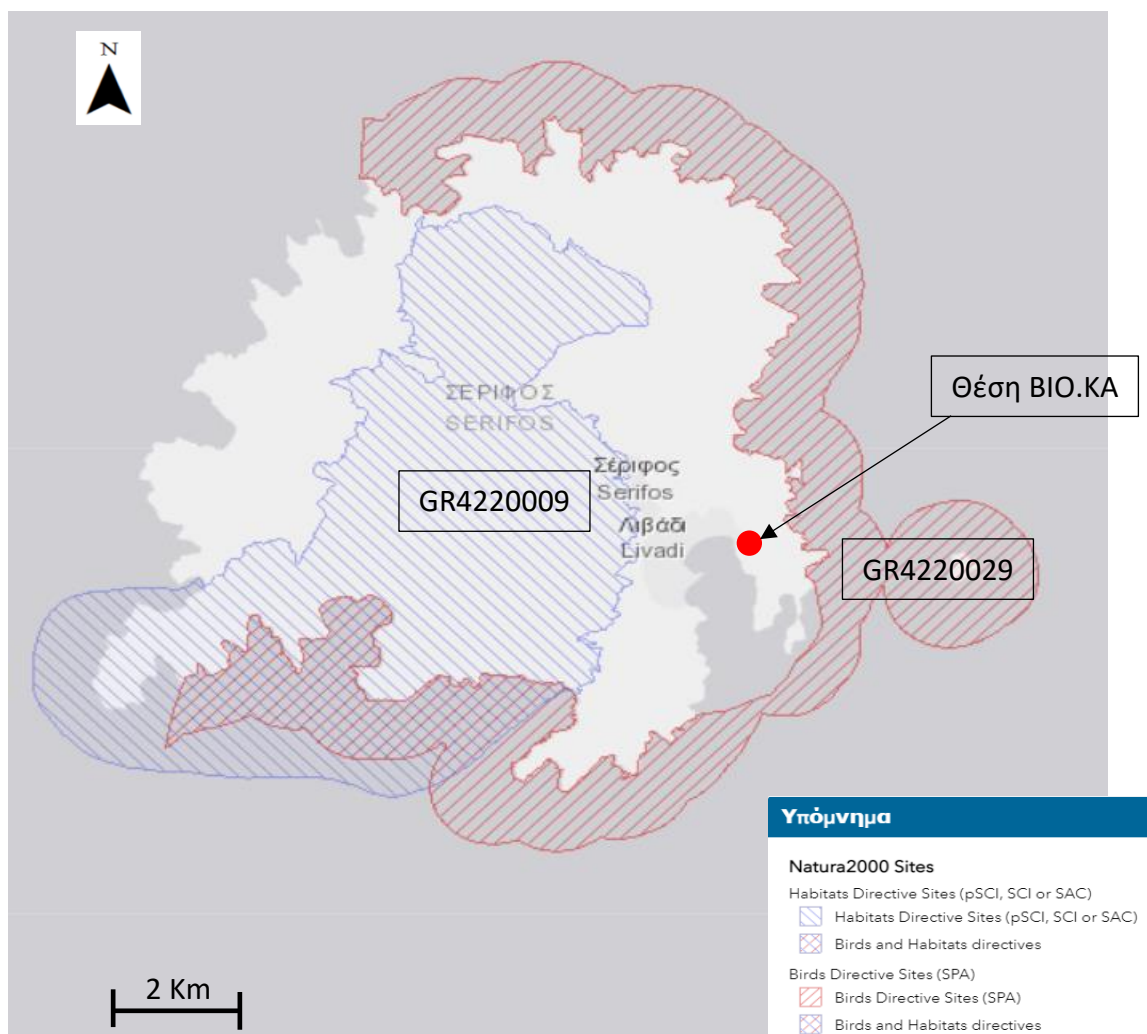 N
ΣΕΡΙΦΟΣ
SERIFOS
Θέση ΒΙΟ.ΚΑ
Σέριφος
Serifos
GR4220009
Λιβάδι
Livadi
GR4220029
Υπόμνημα
Natura2000 Sites
Habitats Directive Sites (pSCI, SCI or SAC)
Habitats Directive Sites (pSCI, SCI or SAC)
Birds and Habitats directives
Birds Directive Sites (SPA)
Birds Directive Sites (SPA)
Birds and Habitats directives
2 Km